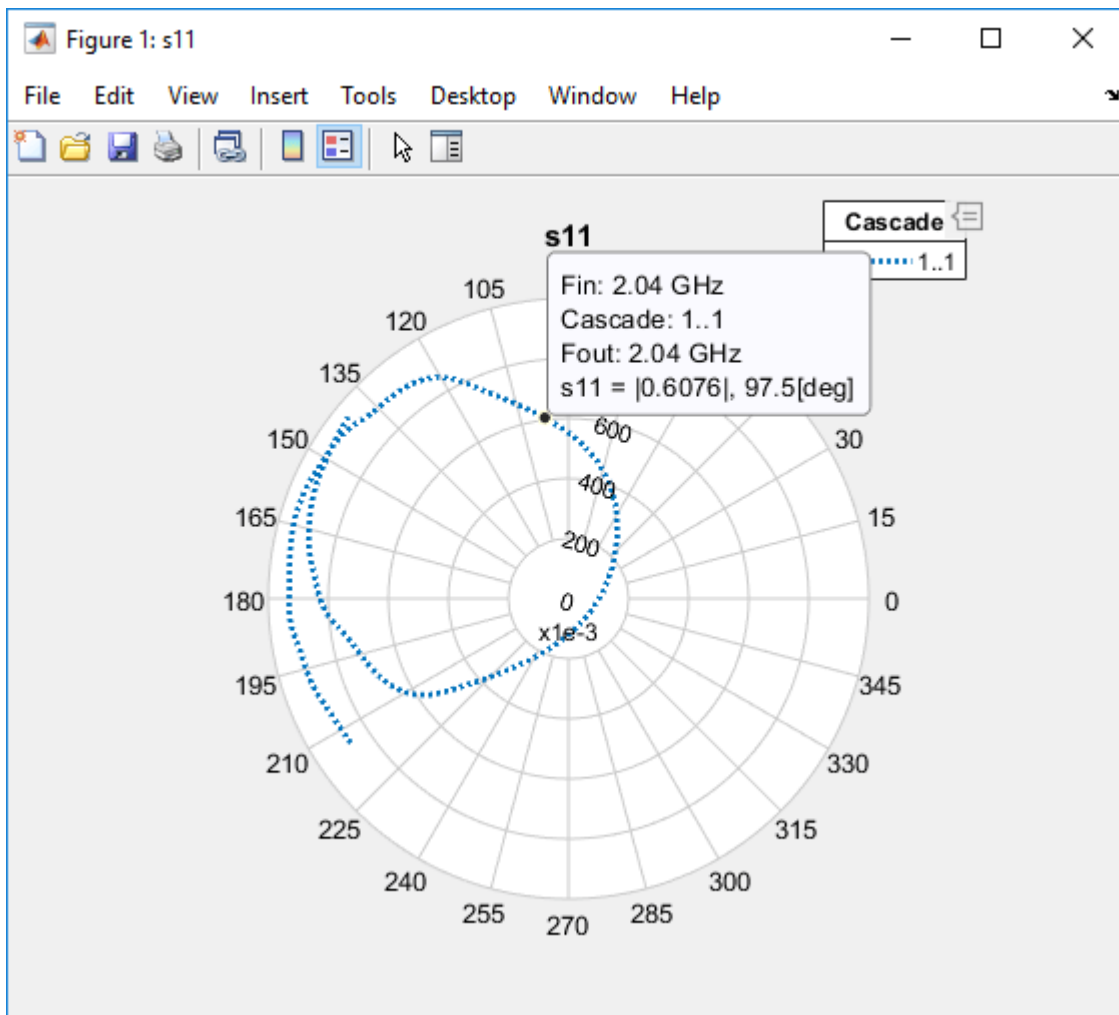 Figure 1: s11
File Edit View Insert Tools Desktop Window Help
Cascade
1..1
s11
Fin: 2.04 GHz
Cascade: 1..1
Fout: 2.04 GHz
s11 = |0.6076|, 97.5[deg]
105
120
135
150
165
180
195
210
225
240
255
270
285
300
315
330
345
0
15
30
600
400
200
0
x1e-3